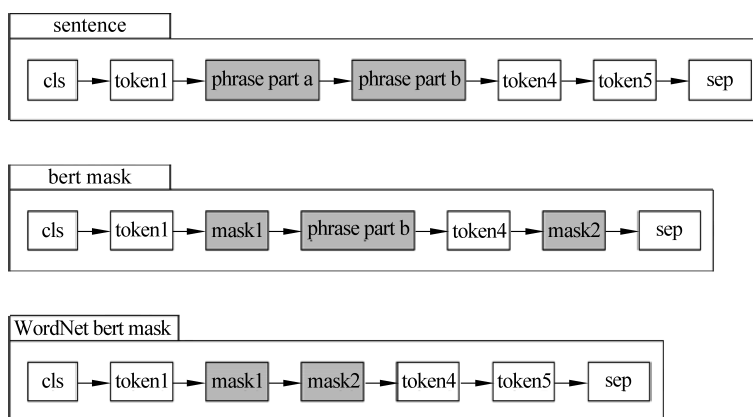 sentence
cls token1 phrase part a phrase part b token4 token5 sep
bert mask
cls token1 mask1 phrase part b token4 mask2 sep
WordNet bert mask
cls token1 mask1 mask2 token4 token5 sep